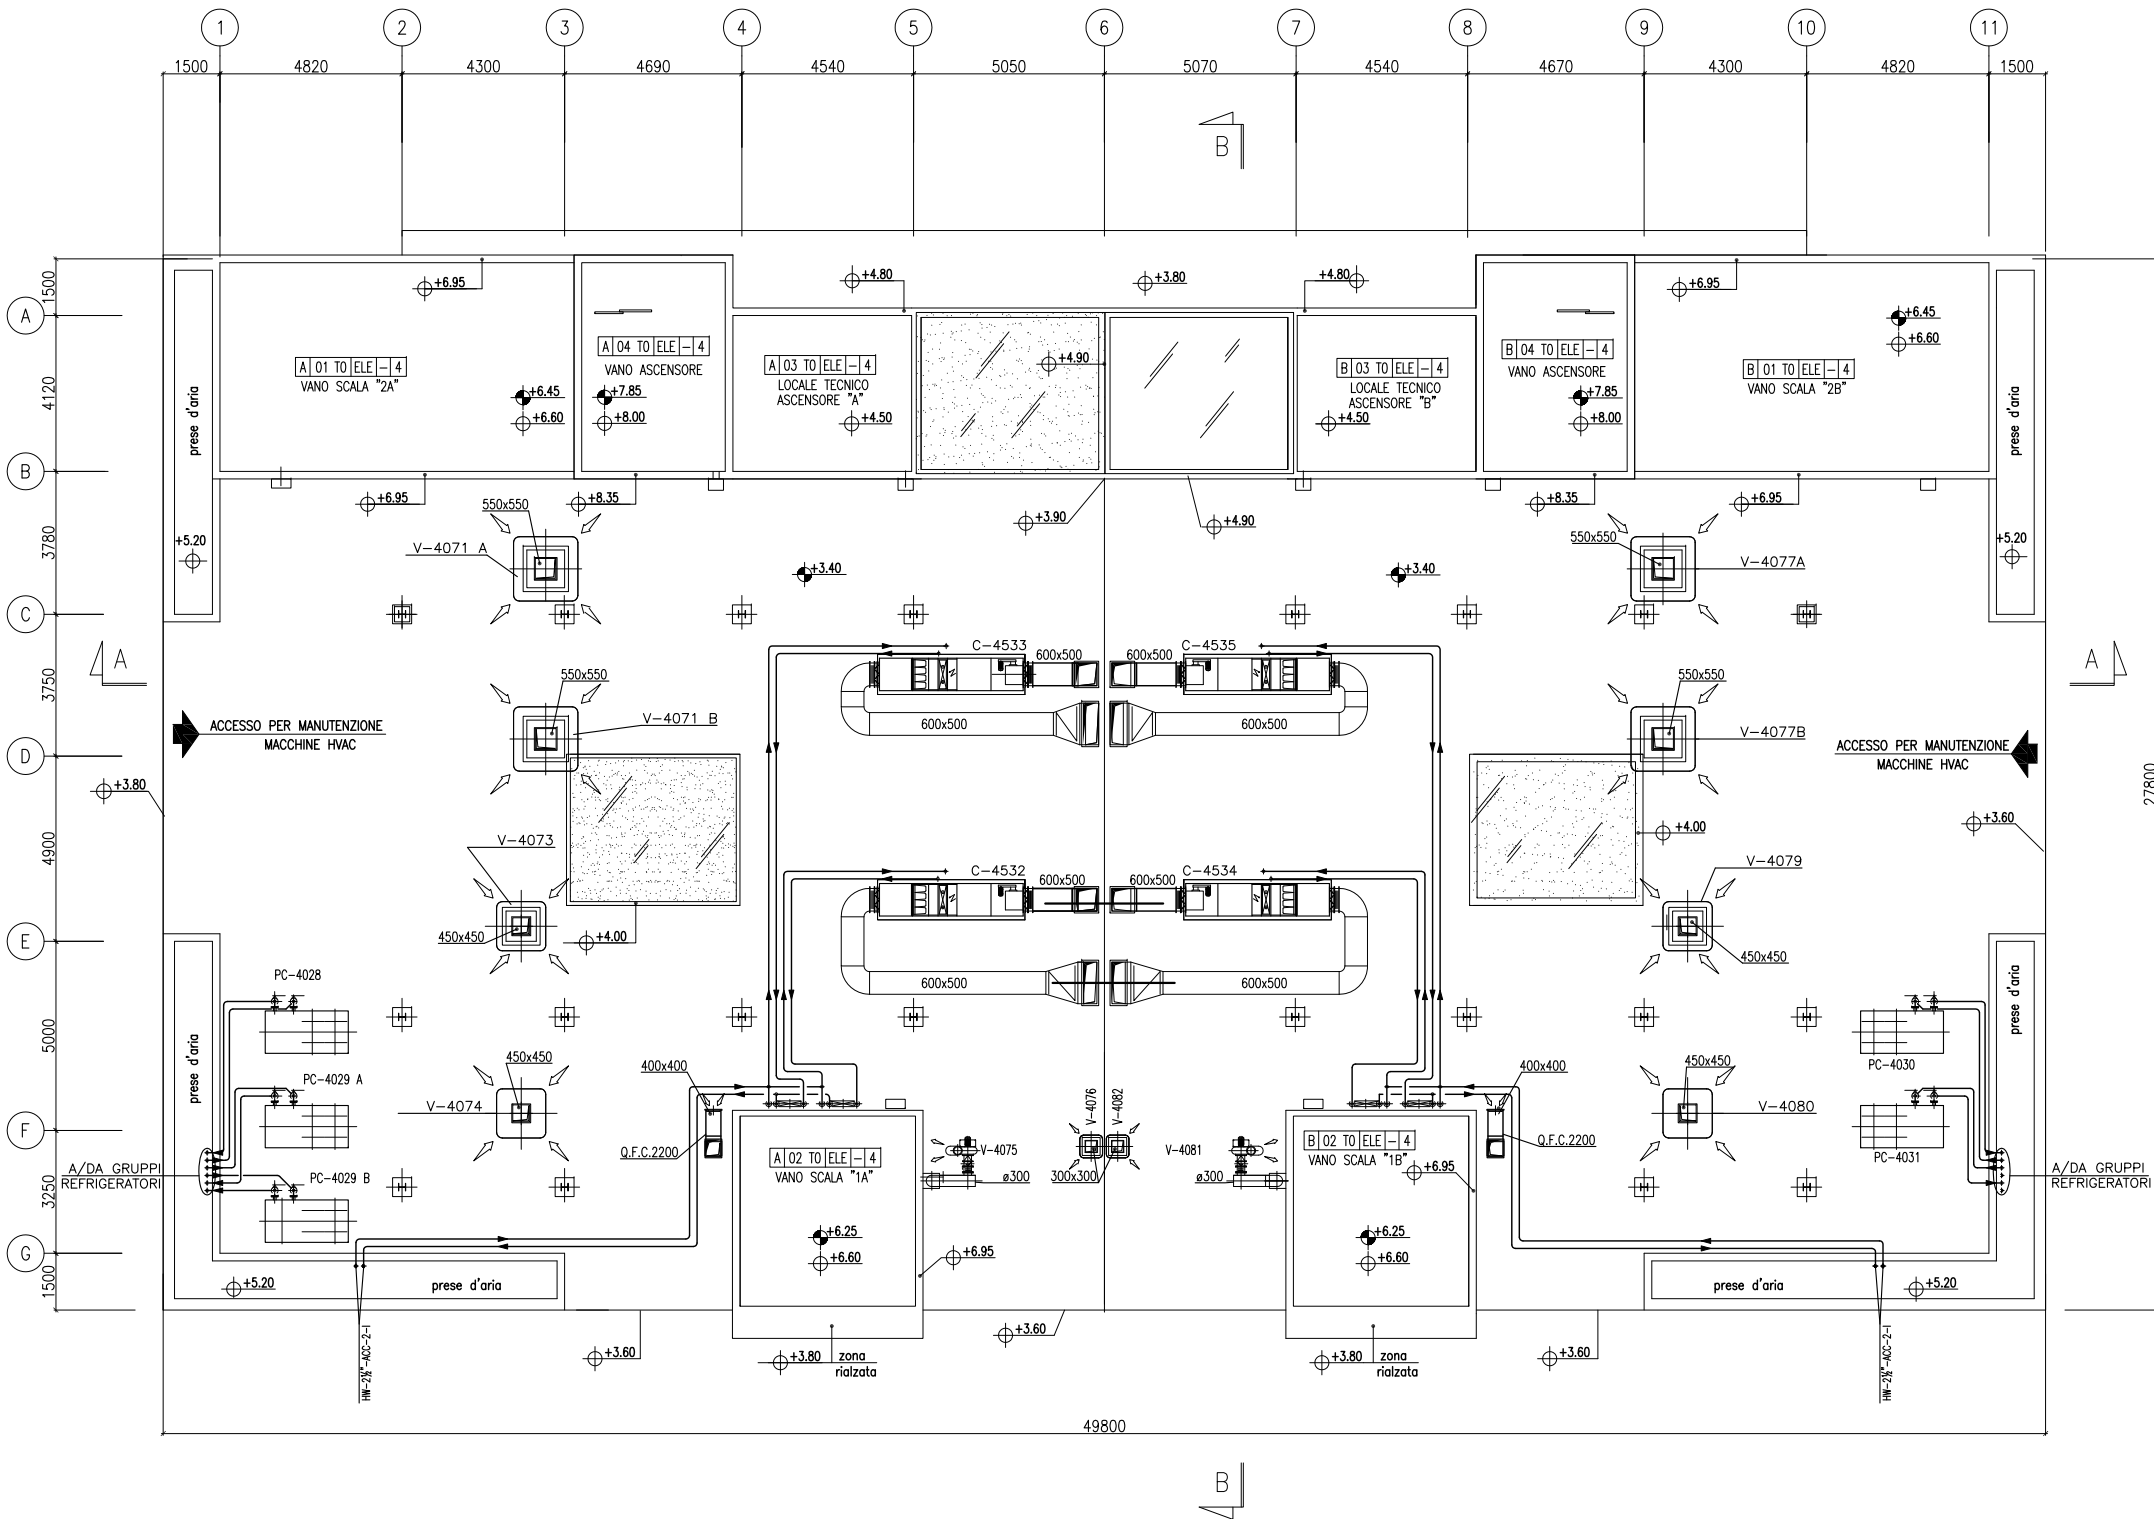 1 2 3 4 5 6 7 8 9 10 11
1500 4820 4300 4690 4540 5050 5070 4540 4670 4300 4820 1500
B
+6.95
+4.80
+3.80
+4.80
+6.95
1500
A
prese d'aria
A 01 TO ELE - 4
VANO SCALA "2A"
+6.45
+6.60
A 04 TO ELE - 4
VANO ASCENSORE
+7.85
+8.00
A 03 TO ELE - 4
LOCALE TECNICO
ASCENSORE "A"
+4.50
+4.90
B 03 TO ELE - 4
LOCALE TECNICO
ASCENSORE "B"
+4.50
B 04 TO ELE - 4
VANO ASCENSORE
+7.85
+8.00
B 01 TO ELE - 4
VANO SCALA "2B"
+6.45
+6.60
prese d'aria
4120
B
+6.95
550x550
+8.35
+3.90
+4.90
+8.35
+6.95
3780
+5.20
V-4071 A
+3.40
+3.40
550x550
V-4077A
+5.20
C
A
A
3750
C-4533
600x500
600x500
C-4535
600x500
600x500
550x550
V-4071 B
550x550
V-4077B
ACCESSO PER MANUTENZIONE
MACCHINE HVAC
ACCESSO PER MANUTENZIONE
MACCHINE HVAC
D
+3.80
27800
+3.60
+4.00
4900
V-4073
V-4079
C-4532
600x500
600x500
C-4534
450x450
+4.00
450x450
E
600x500
600x500
PC-4028
5000
prese d'aria
prese d'aria
PC-4029 A
450x450
V-4074
400x400
V-4076
V-4082
400x400
450x450
V-4080
PC-4030
F
Q.F.C.2200
A 02 TO ELE - 4
VANO SCALA "1A"
V-4075
ø300
300x300
V-4081
ø300
B 02 TO ELE - 4
VANO SCALA "1B"
+6.95
Q.F.C.2200
PC-4031
A/DA GRUPPI
REFRIGERATORI
PC-4029 B
A/DA GRUPPI
REFRIGERATORI
3250
+6.25
+6.60
+6.95
+6.25
+6.60
G
1500
+5.20
prese d'aria
prese d'aria
+5.20
HW-2½"-ACC-2-I
+3.60
+3.80 zona
rialzata
+3.60
+3.80 zona
rialzata
+3.60
HW-2½"-ACC-2-I
49800
B